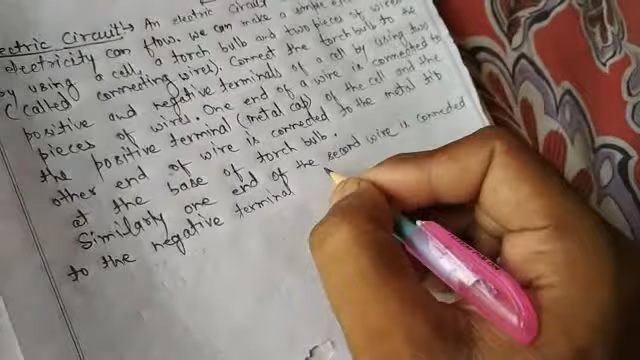 Electric Circuit:- An electric circuit
electricity can flow. We can make a simple
by using a cell, a torch bulb and two pieces of wires
(called connecting wires). Connect the torch bulb to the
positive and negative terminals of a cell by using two
pieces of wires. One end of a wire is connected to
the positive terminal (metal cap) of the cell and the
other end of wire is connected to the metal tip
at the base of torch bulb.
Similarly one end of the second wire is connected
to the negative terminal